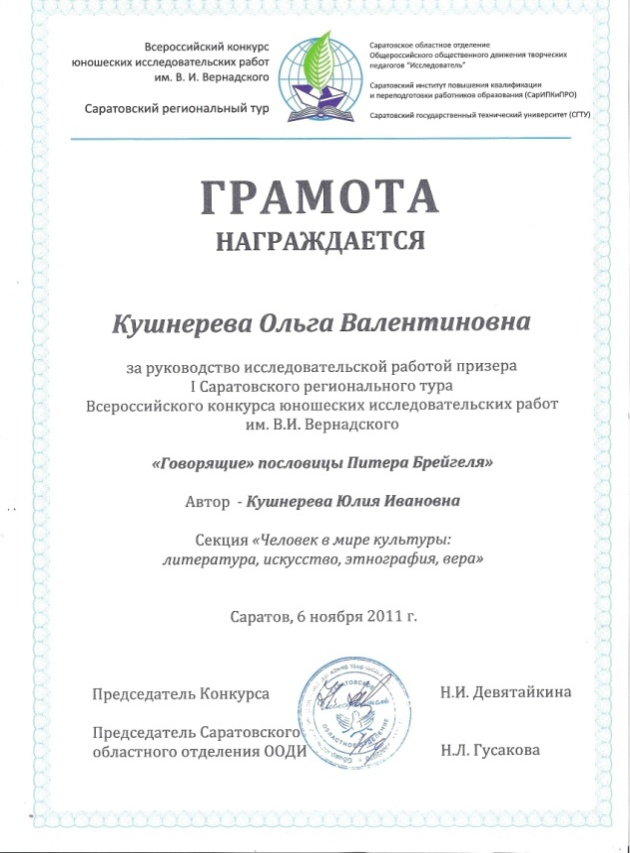 Всероссийский конкурс
юношеских исследовательских работ
им. В. И. Вернадского
Саратовский региональный тур
Саратовское областное отделение
Общероссийского общественного движения творческих
педагогов "Исследователь"
Саратовский институт повышения квалификации
и переподготовки работников образования (СарИПКиПРО)
Саратовский государственный технический университет (СГТУ)
ГРАМОТА
НАГРАЖДАЕТСЯ
Кушнерева Ольга Валентиновна
за руководство исследовательской работой призера
I Саратовского регионального тура
Всероссийского конкурса юношеских исследовательских работ
им. В.И. Вернадского
«Говорящие» пословицы Питера Брейгеля»
Автор - Кушнерева Юлия Ивановна
Секция «Человек в мире культуры:
литература, искусство, этнография, вера»
Саратов, 6 ноября 2011 г.
Председатель Конкурса
Н.И. Девятайкина
Председатель Саратовского
областного отделения ООДИ
Н.Л. Гусакова
ОБЛАСТНОЕ ОТДЕЛЕНИЕ